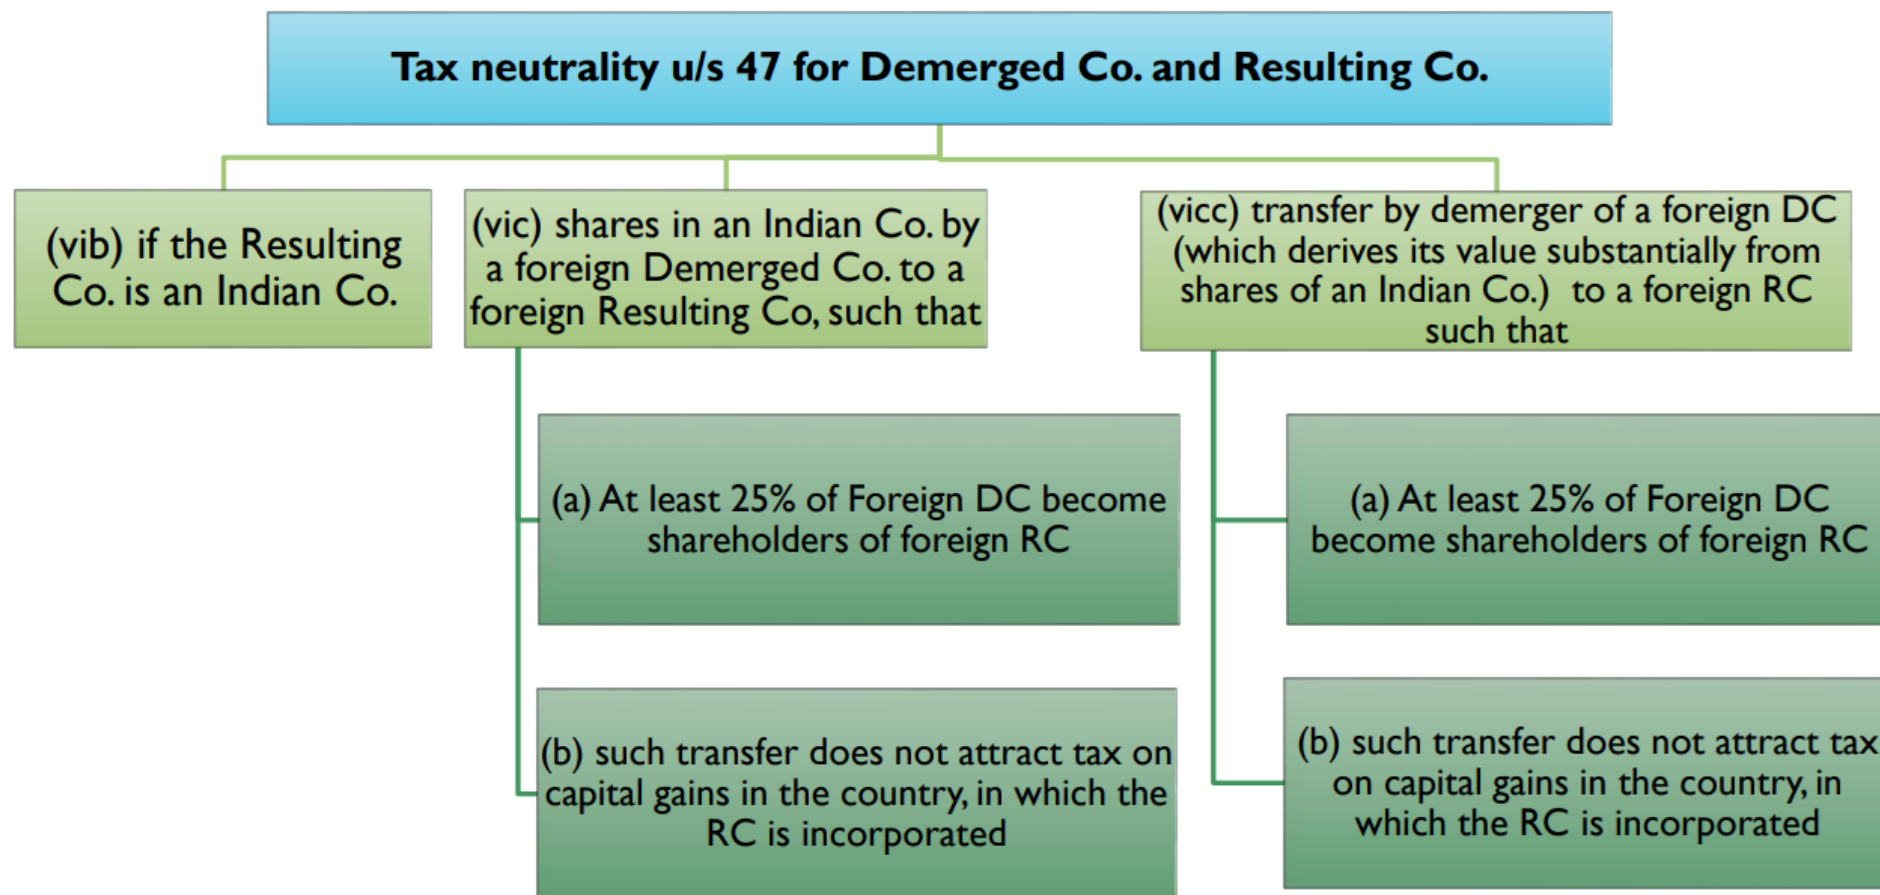 Tax neutrality u/s 47 for Demerged Co. and Resulting Co.
(vib) if the Resulting
Co. is an Indian Co.
(vic) shares in an Indian Co. by
a foreign Demerged Co. to a
foreign Resulting Co, such that
(a) At least 25% of Foreign DC become
shareholders of foreign RC
(b) such transfer does not attract tax on
capital gains in the country, in which the
RC is incorporated
(vicc) transfer by demerger of a foreign DC
(which derives its value substantially from
shares of an Indian Co.) to a foreign RC
such that
(a) At least 25% of Foreign DC
become shareholders of foreign RC
(b) such transfer does not attract tax
on capital gains in the country, in
which the RC is incorporated